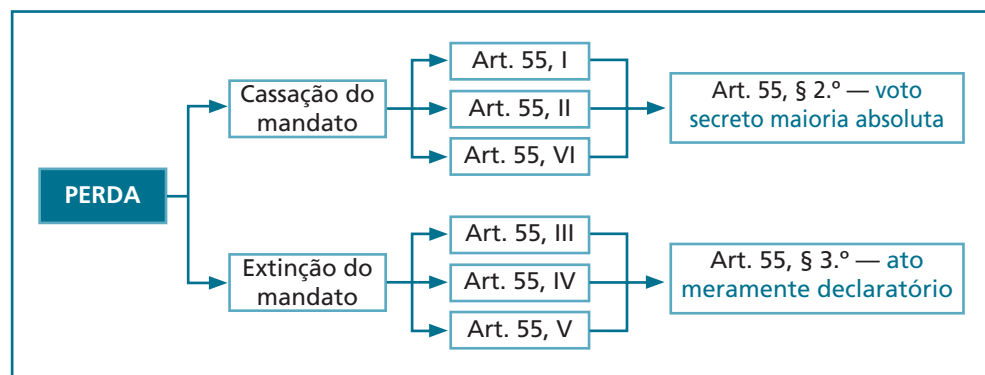 PERDA
Cassação do
mandato
Art. 55, I
Art. 55, II
Art. 55, VI
Art. 55, § 2.º — voto
secreto maioria absoluta
Extinção do
mandato
Art. 55, III
Art. 55, IV
Art. 55, V
Art. 55, § 3.º — ato
meramente declaratório